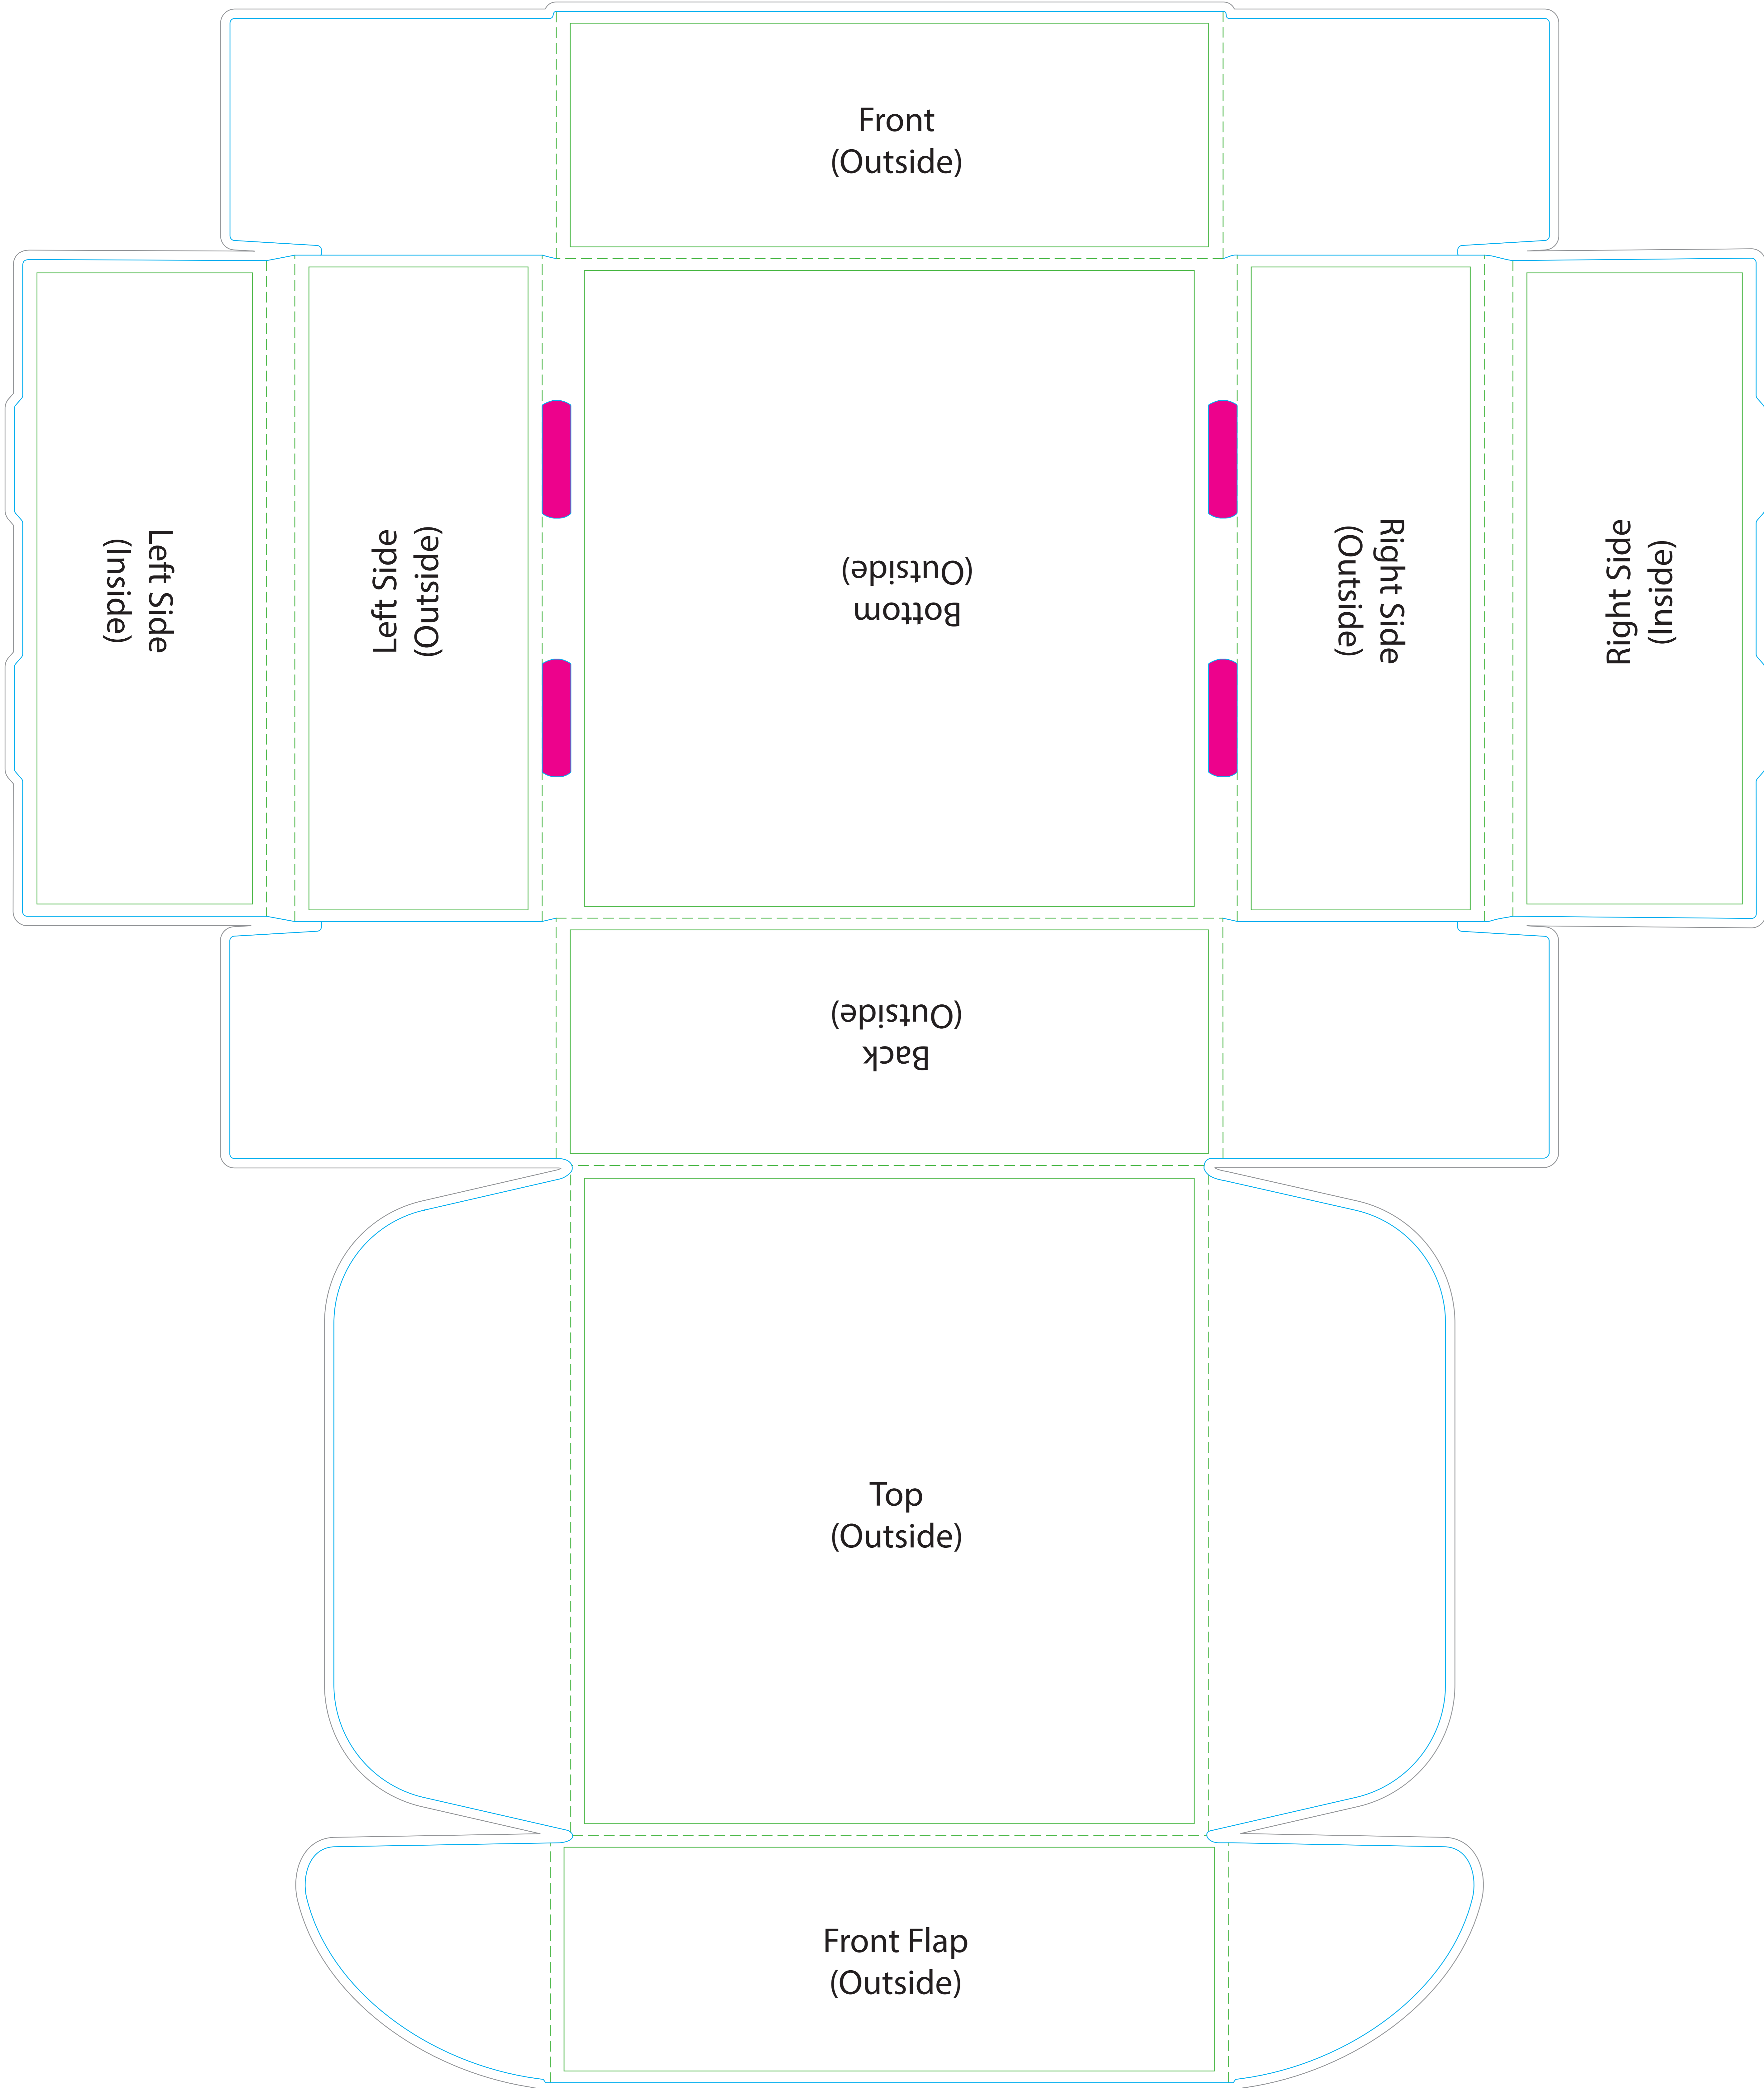 Front
(Outside)
Left Side
(Inside)
Left Side
(Outside)
Bottom
(Outside)
Right Side
(Outside)
Right Side
(Inside)
Back
(Outside)
Top
(Outside)
Front Flap
(Outside)